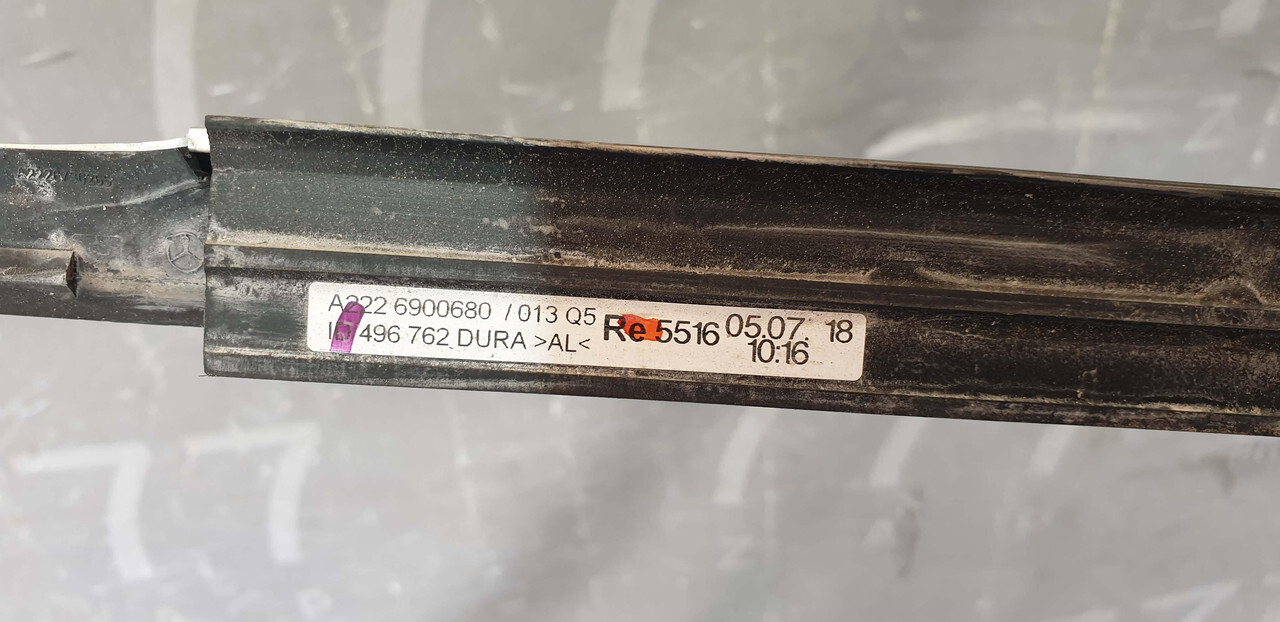 A222 6900680 / 013 Q5
496 762 DURA >AL<
Re 5516
05.07. 18
10:16